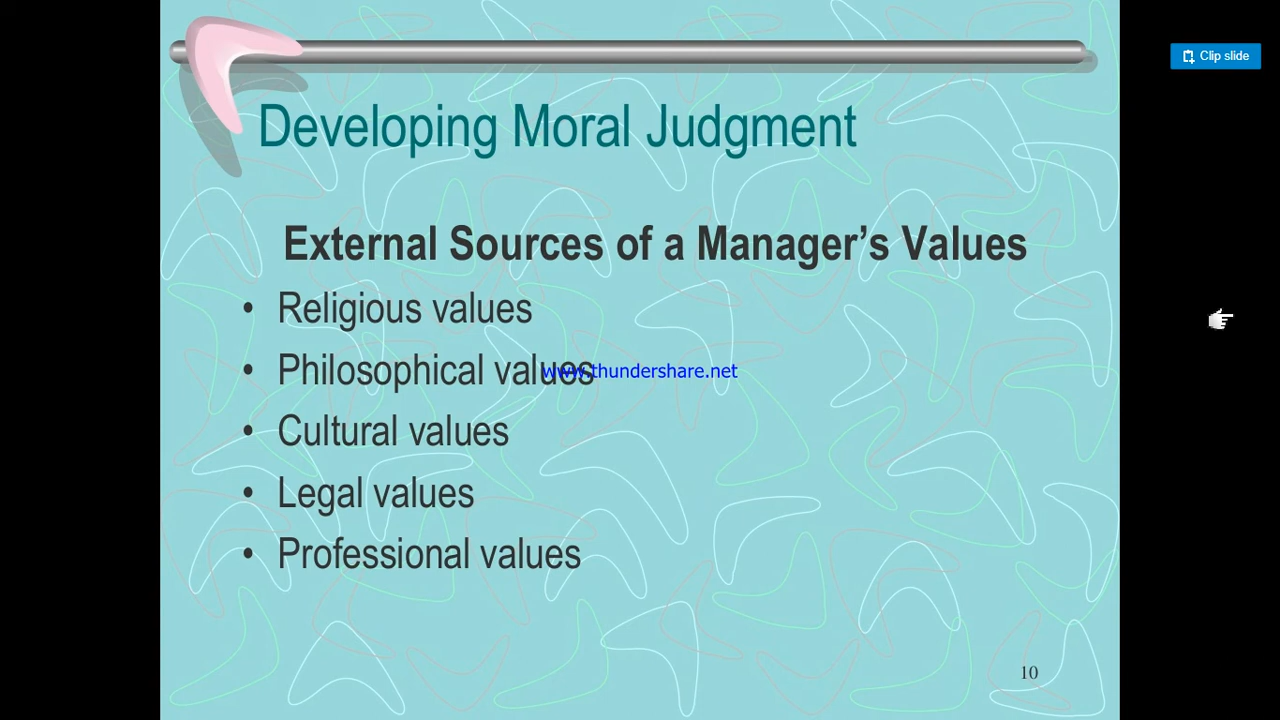 Clip slide
Developing Moral Judgment
External Sources of a Manager’s Values
• Religious values
• Philosophical values
www.thundershare.net
• Cultural values
• Legal values
• Professional values
10